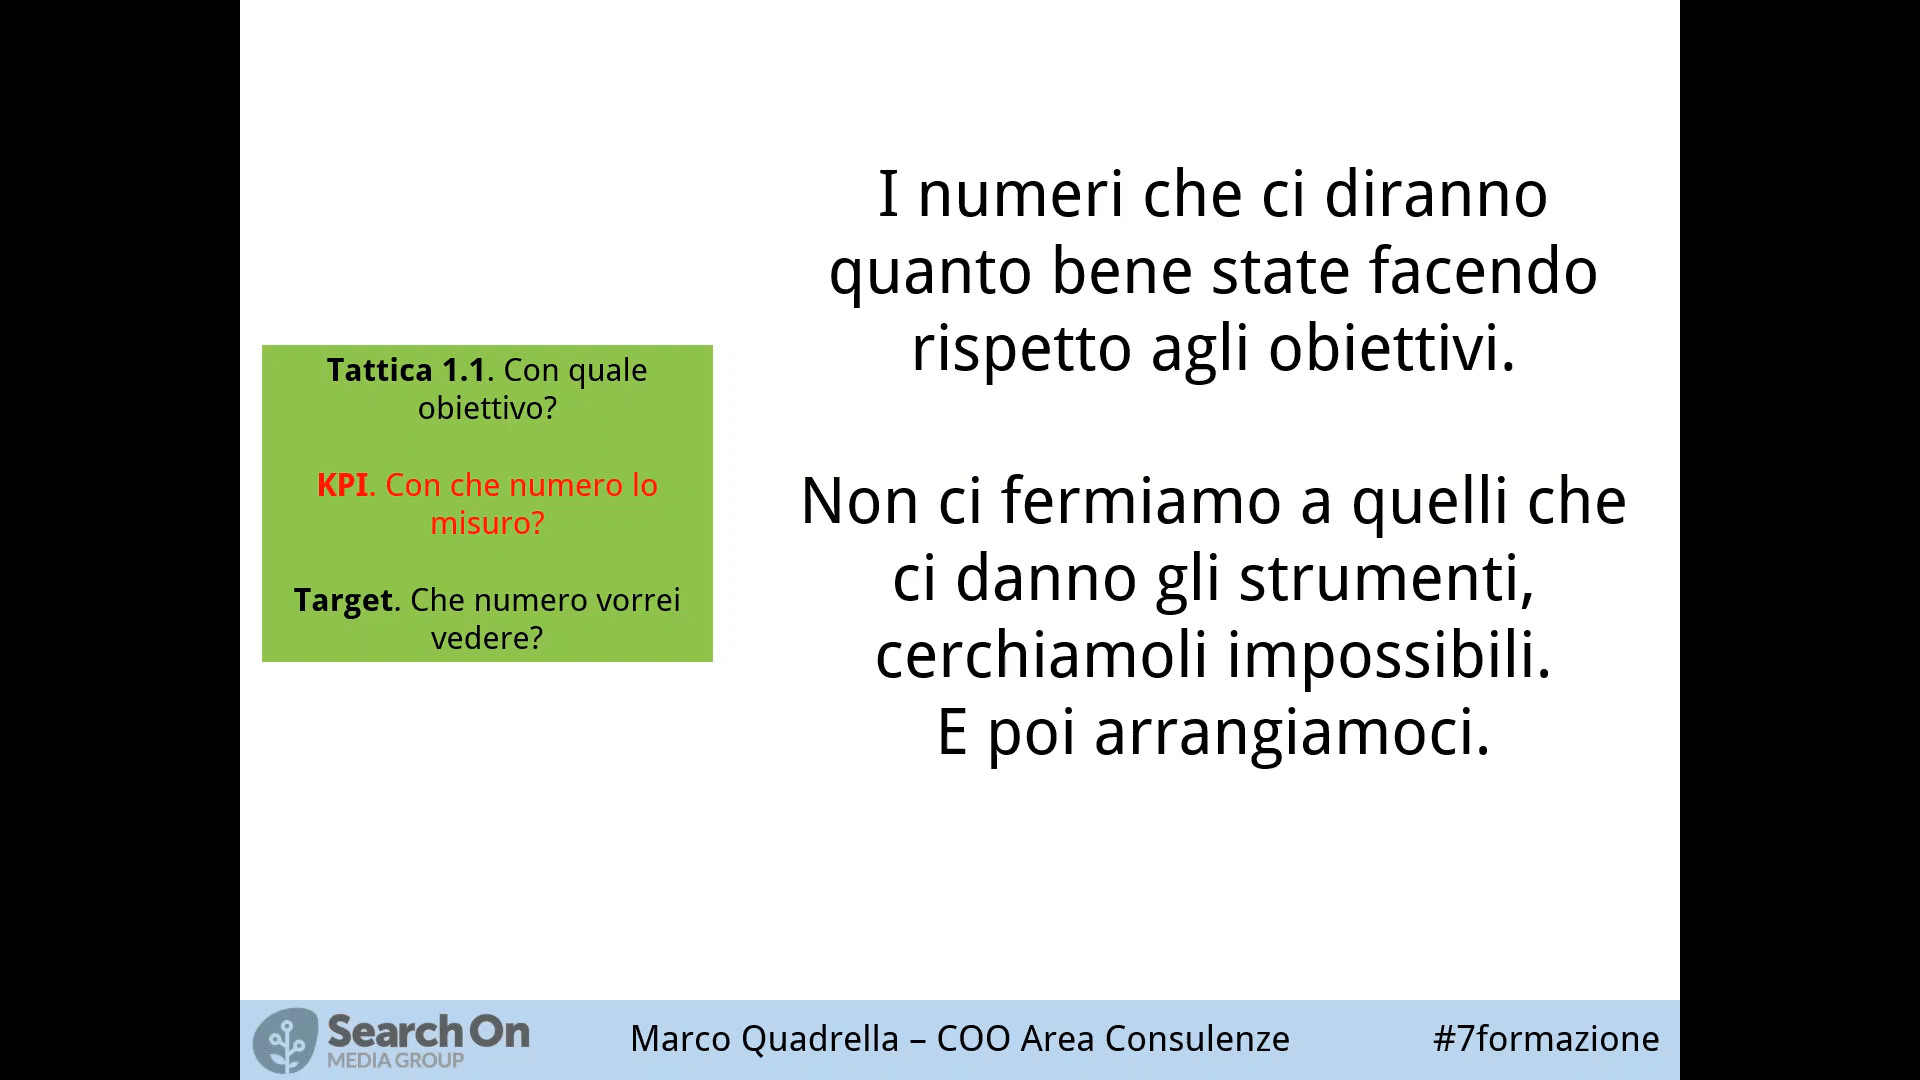 Tattica 1.1. Con quale
obiettivo?
KPI. Con che numero lo
misuro?
Target. Che numero vorrei
vedere?
I numeri che ci diranno
quanto bene state facendo
rispetto agli obiettivi.
Non ci fermiamo a quelli che
ci danno gli strumenti,
cerchiamoli impossibili.
E poi arrangiamoci.
Search On
MEDIA GROUP
Marco Quadrella – COO Area Consulenze
#7formazione